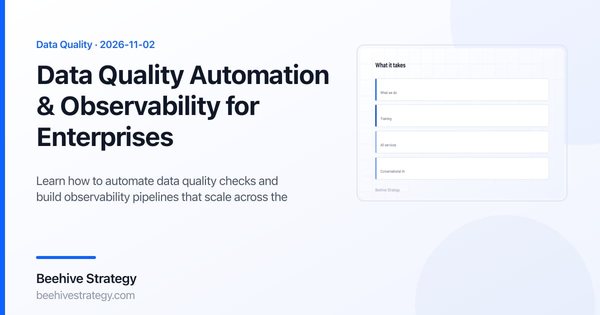 Data Quality · 2026-11-02
Data Quality Automation
& Observability for
Enterprises
Learn how to automate data quality checks and
build observability pipelines that scale across the
Beehive Strategy
beehivestrategy.com
What it takes
What we do
Training
All services
Conversational AI
Beehive Strategy